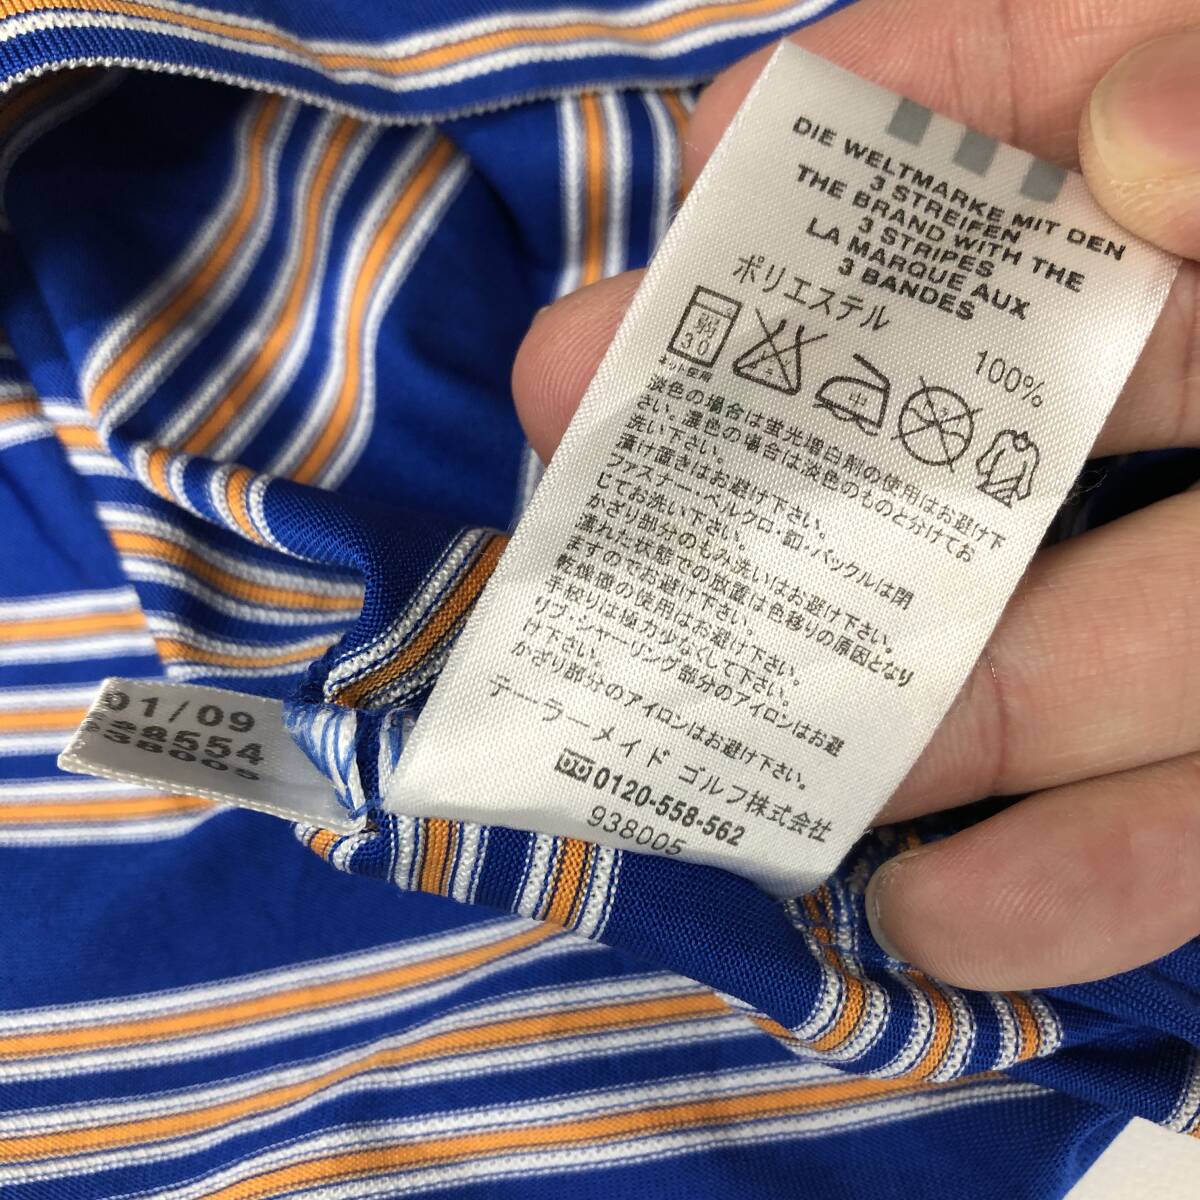 DIE WELTMARKE MIT DEN
3 STREIFEN
THE BRAND WITH THE
3 STRIPES
LA MARQUE AUX
3 BANDES
ポリエステル 100%
弱
30
中
ネット使用
淡色の場合は蛍光増白剤の使用はお避け下
さい。濃色の場合は淡色のものと分けてお
洗い下さい。
漬け置きはお避け下さい。
ファスナー・ベルクロ・釦・バックルは閉
じてお洗い下さい。
かざり部分のもみ洗いはお避け下さい。
濡れた状態での放置は色移りの原因となり
ますのでお避け下さい。
乾燥機の使用はお避け下さい。
手絞りは極力少なくして下さい。
リブ・シャーリング部分のアイロンはお避
け下さい。
かざり部分のアイロンはお避け下さい。
テーラーメイド ゴルフ株式会社
0120-558-562
938005
01/09